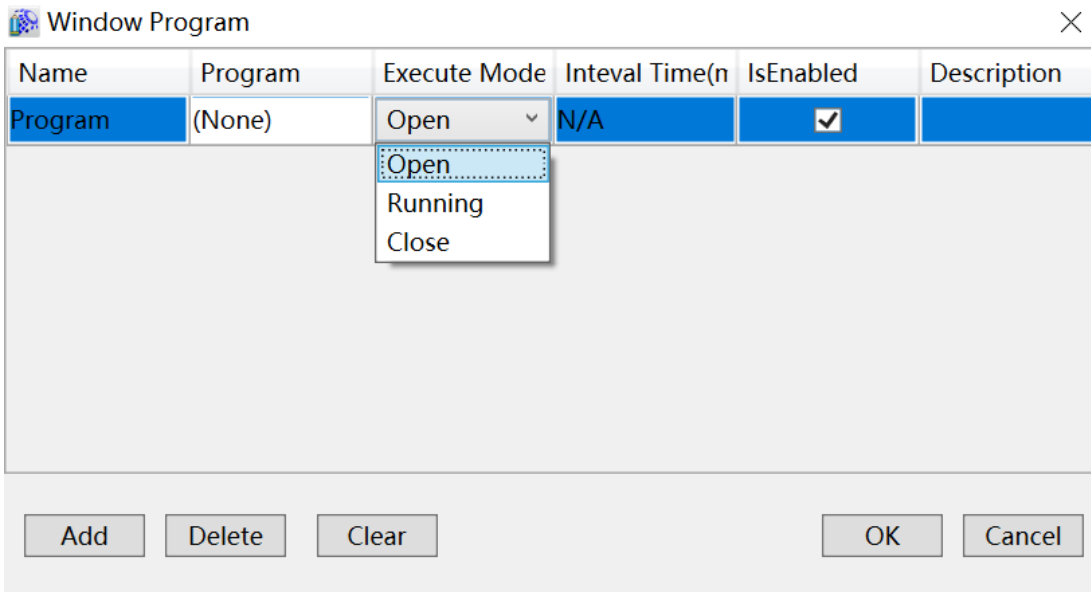 Window Program
Name Program Execute Mode Inteval Time(n IsEnabled Description
Program (None) Open N/A
Open
Running
Close
Add Delete Clear OK Cancel